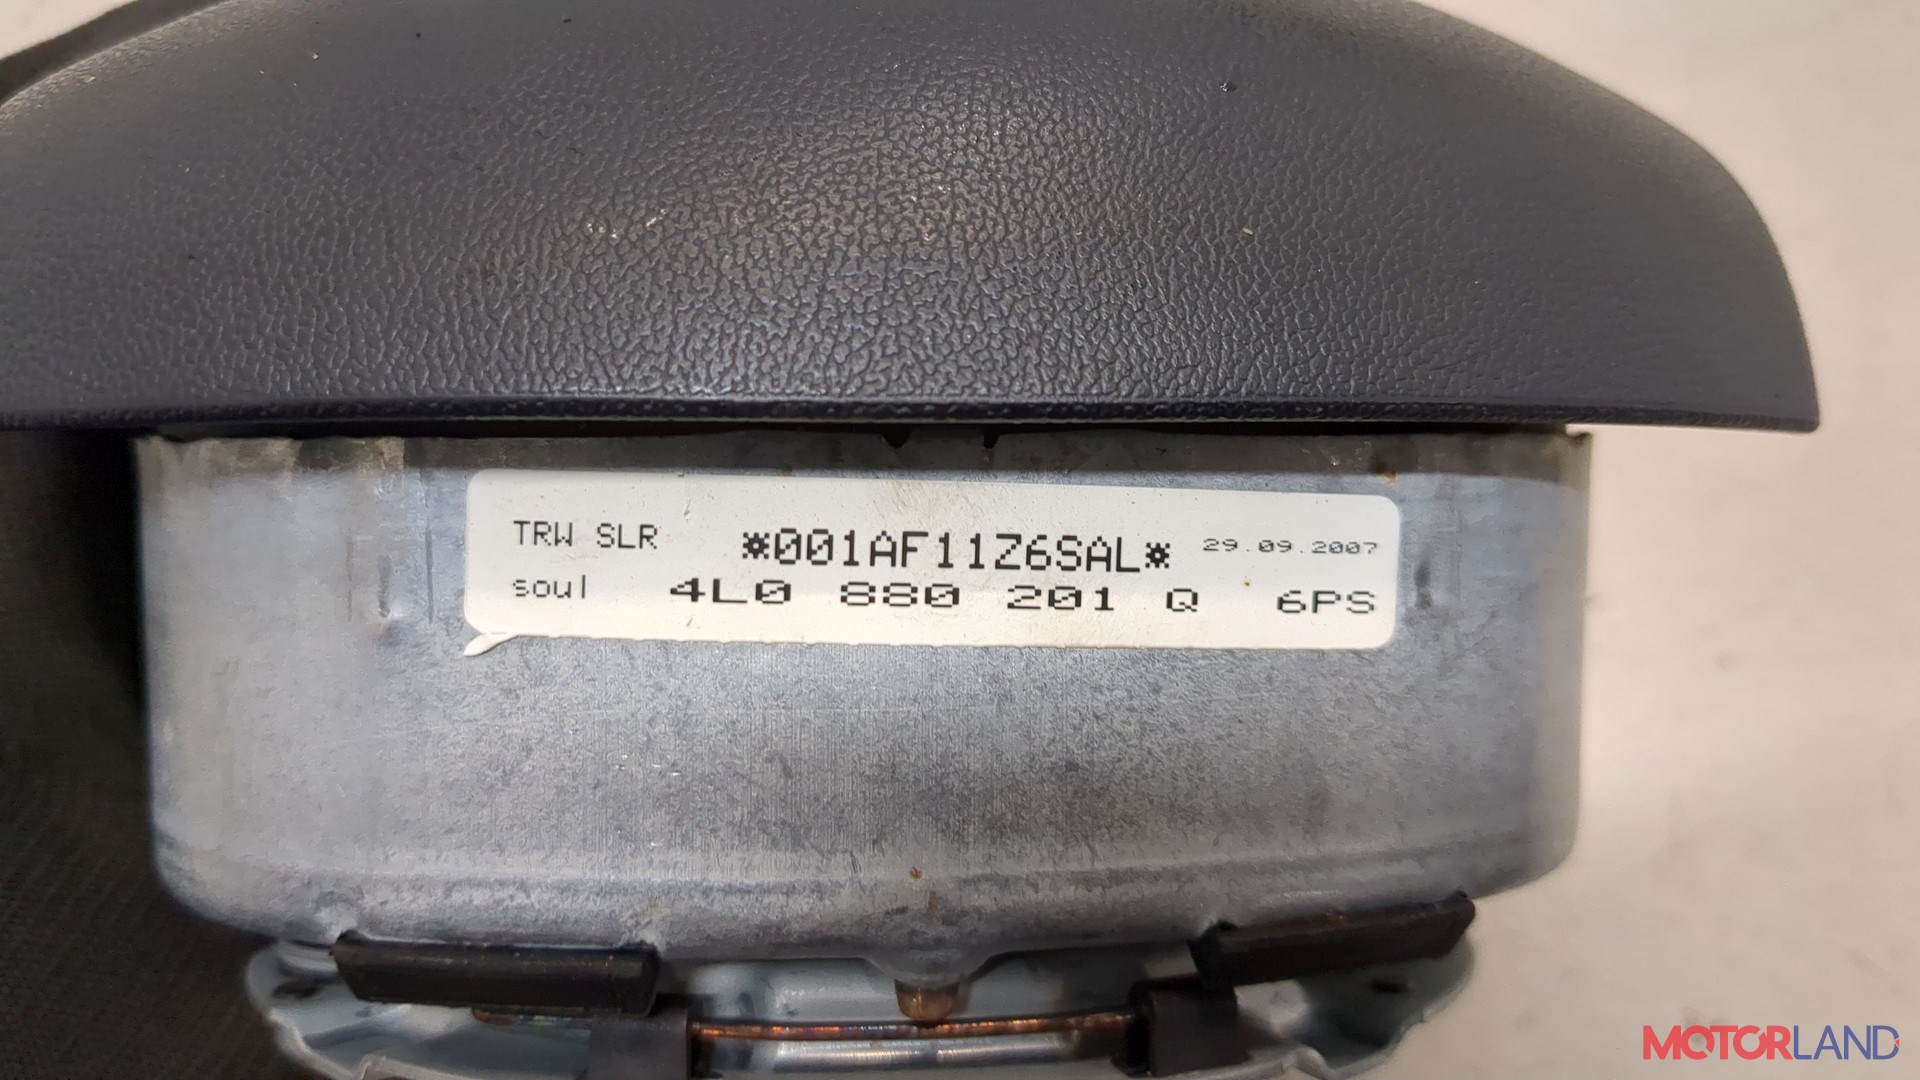 TRW SLR *001AF11Z6SAL* 29.09.2007
soul 4L0 880 201 Q 6PS
MOTORLAND